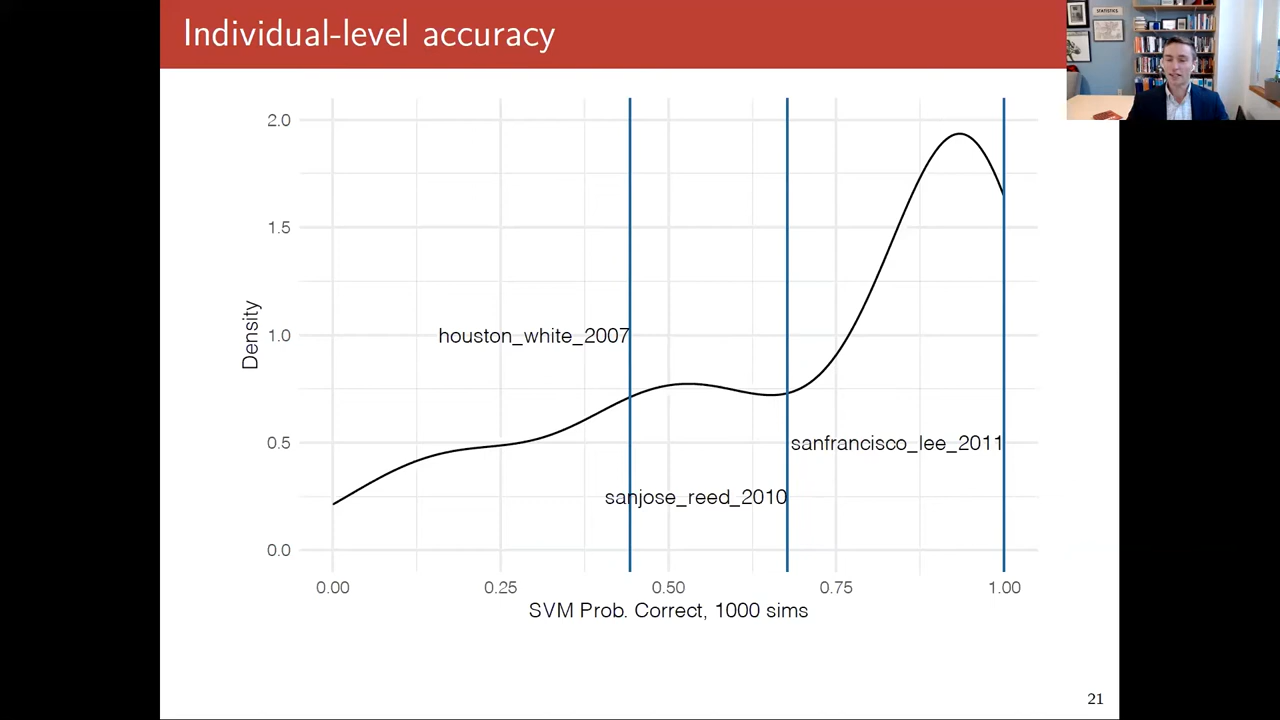 Individual-level accuracy
STATISTICS
2.0
1.5
1.0
0.5
0.0
Density
houston_white_2007
sanfrancisco_lee_2011
sanjose_reed_2010
0.00 0.25 0.50 0.75 1.00
SVM Prob. Correct, 1000 sims
21